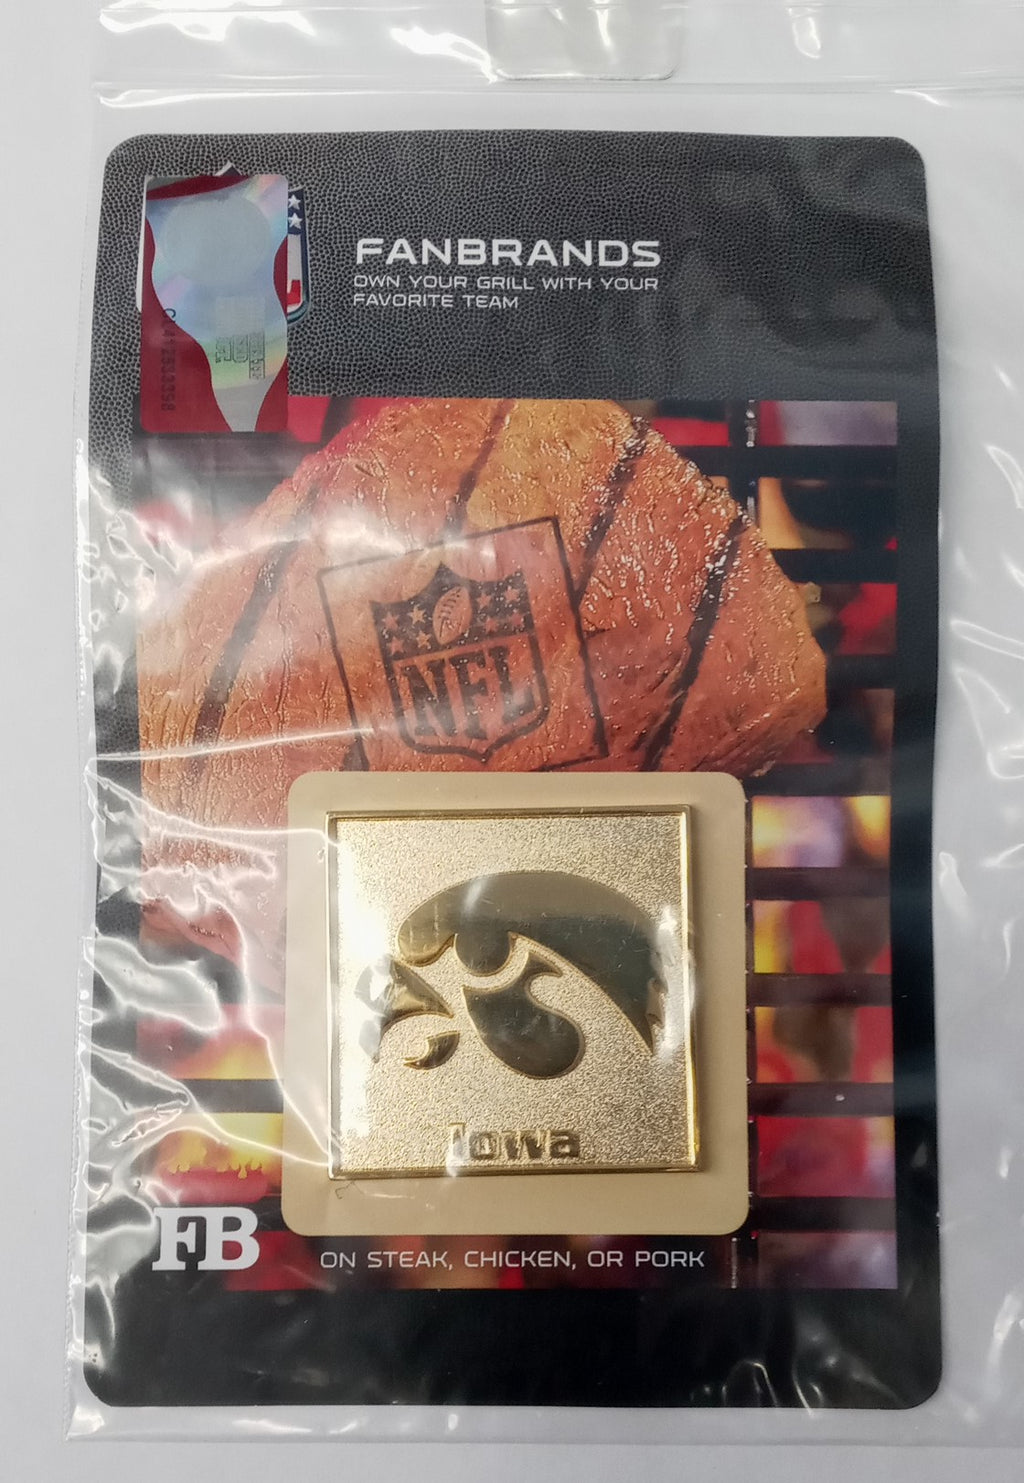 FANBRANDS
OWN YOUR GRILL WITH YOUR
FAVORITE TEAM
NFL
Iowa
FB
ON STEAK, CHICKEN, OR PORK